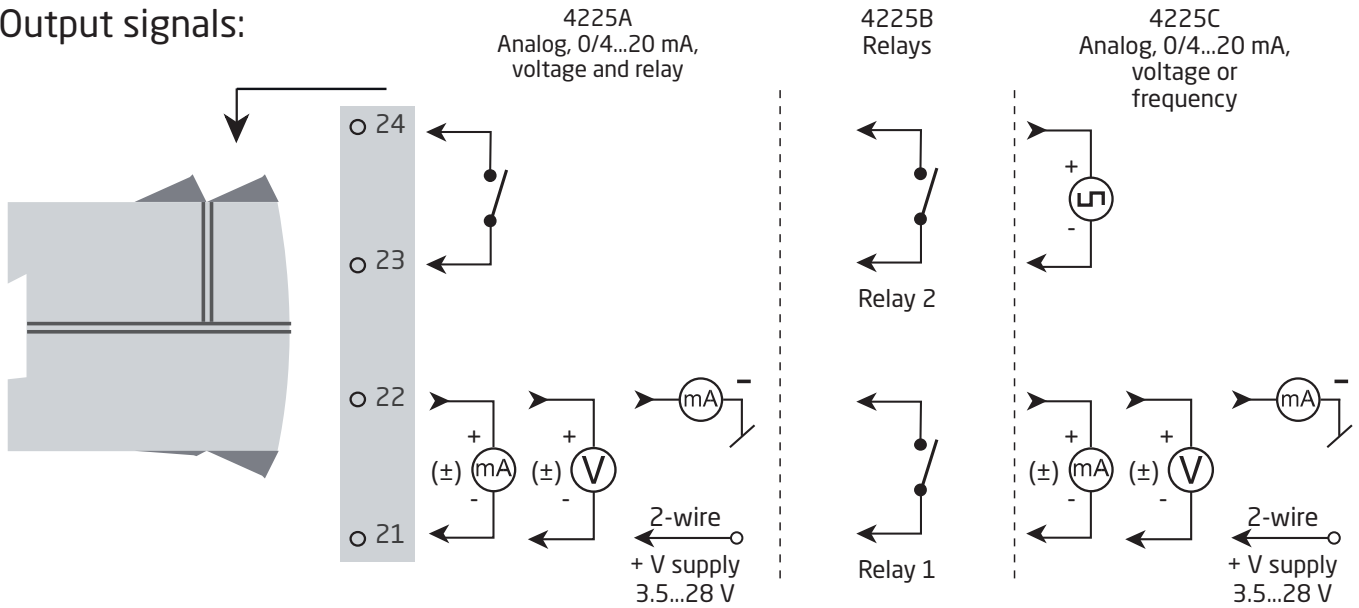 Output signals:
4225A
Analog, 0/4...20 mA,
voltage and relay
4225B
Relays
4225C
Analog, 0/4...20 mA,
voltage or
frequency
24
23
22
21
+
(±) mA
-
+
(±) V
-
mA -
2-wire
+ V supply
3.5...28 V
Relay 2
Relay 1
+
-
+
(±) mA
-
+
(±) V
-
mA -
2-wire
+ V supply
3.5...28 V